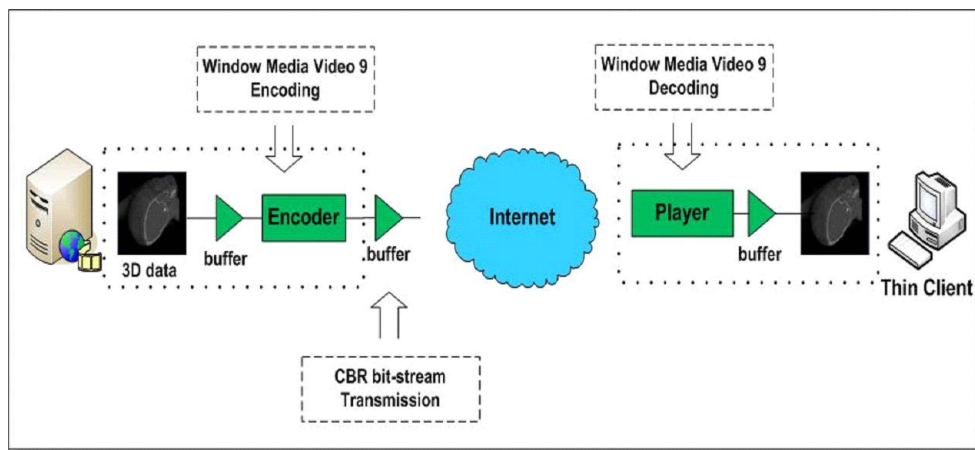 Window Media Video 9
Encoding
Window Media Video 9
Decoding
Encoder
Internet
Player
buffer
buffer
buffer
3D data
Thin Client
CBR bit-stream
Transmission